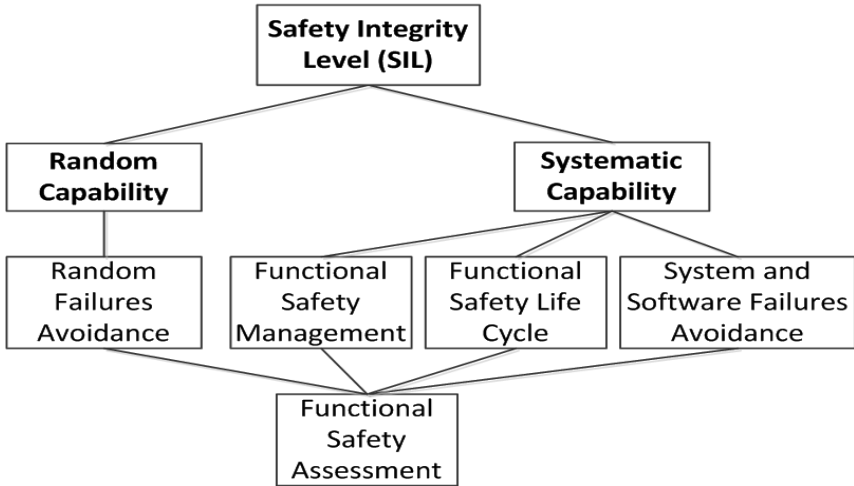 Safety Integrity
Level (SIL)
Random
Capability
Systematic
Capability
Random
Failures
Avoidance
Functional
Safety
Management
Functional
Safety Life
Cycle
System and
Software Failures
Avoidance
Functional
Safety
Assessment